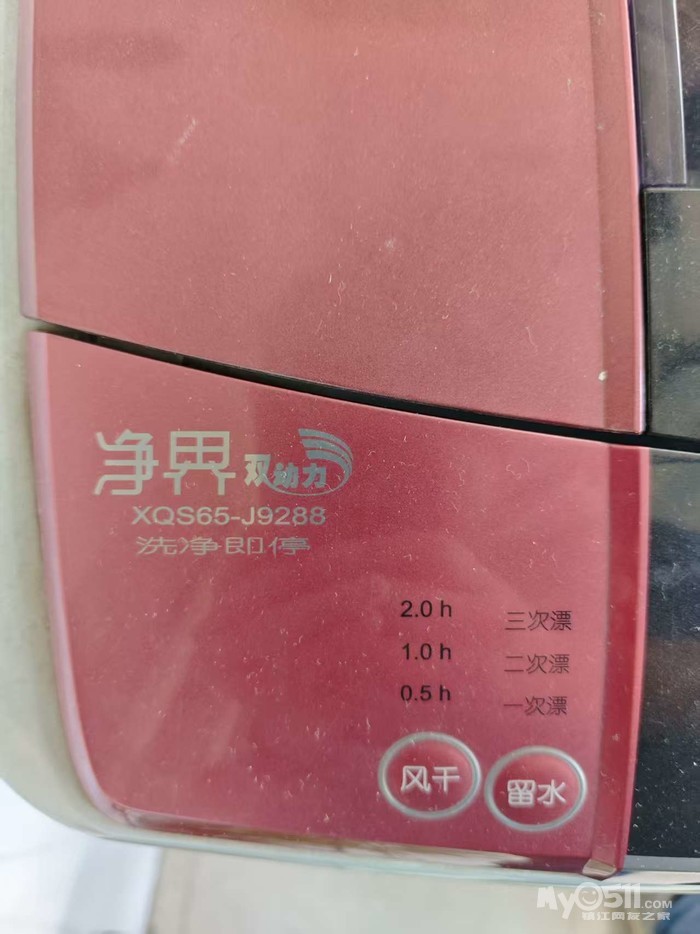 净界 双动力
XQS65-J9288
洗净即停
2.0 h 三次漂
1.0 h 二次漂
0.5 h 一次漂
风干 留水
My0511.COM
镇江网友之家